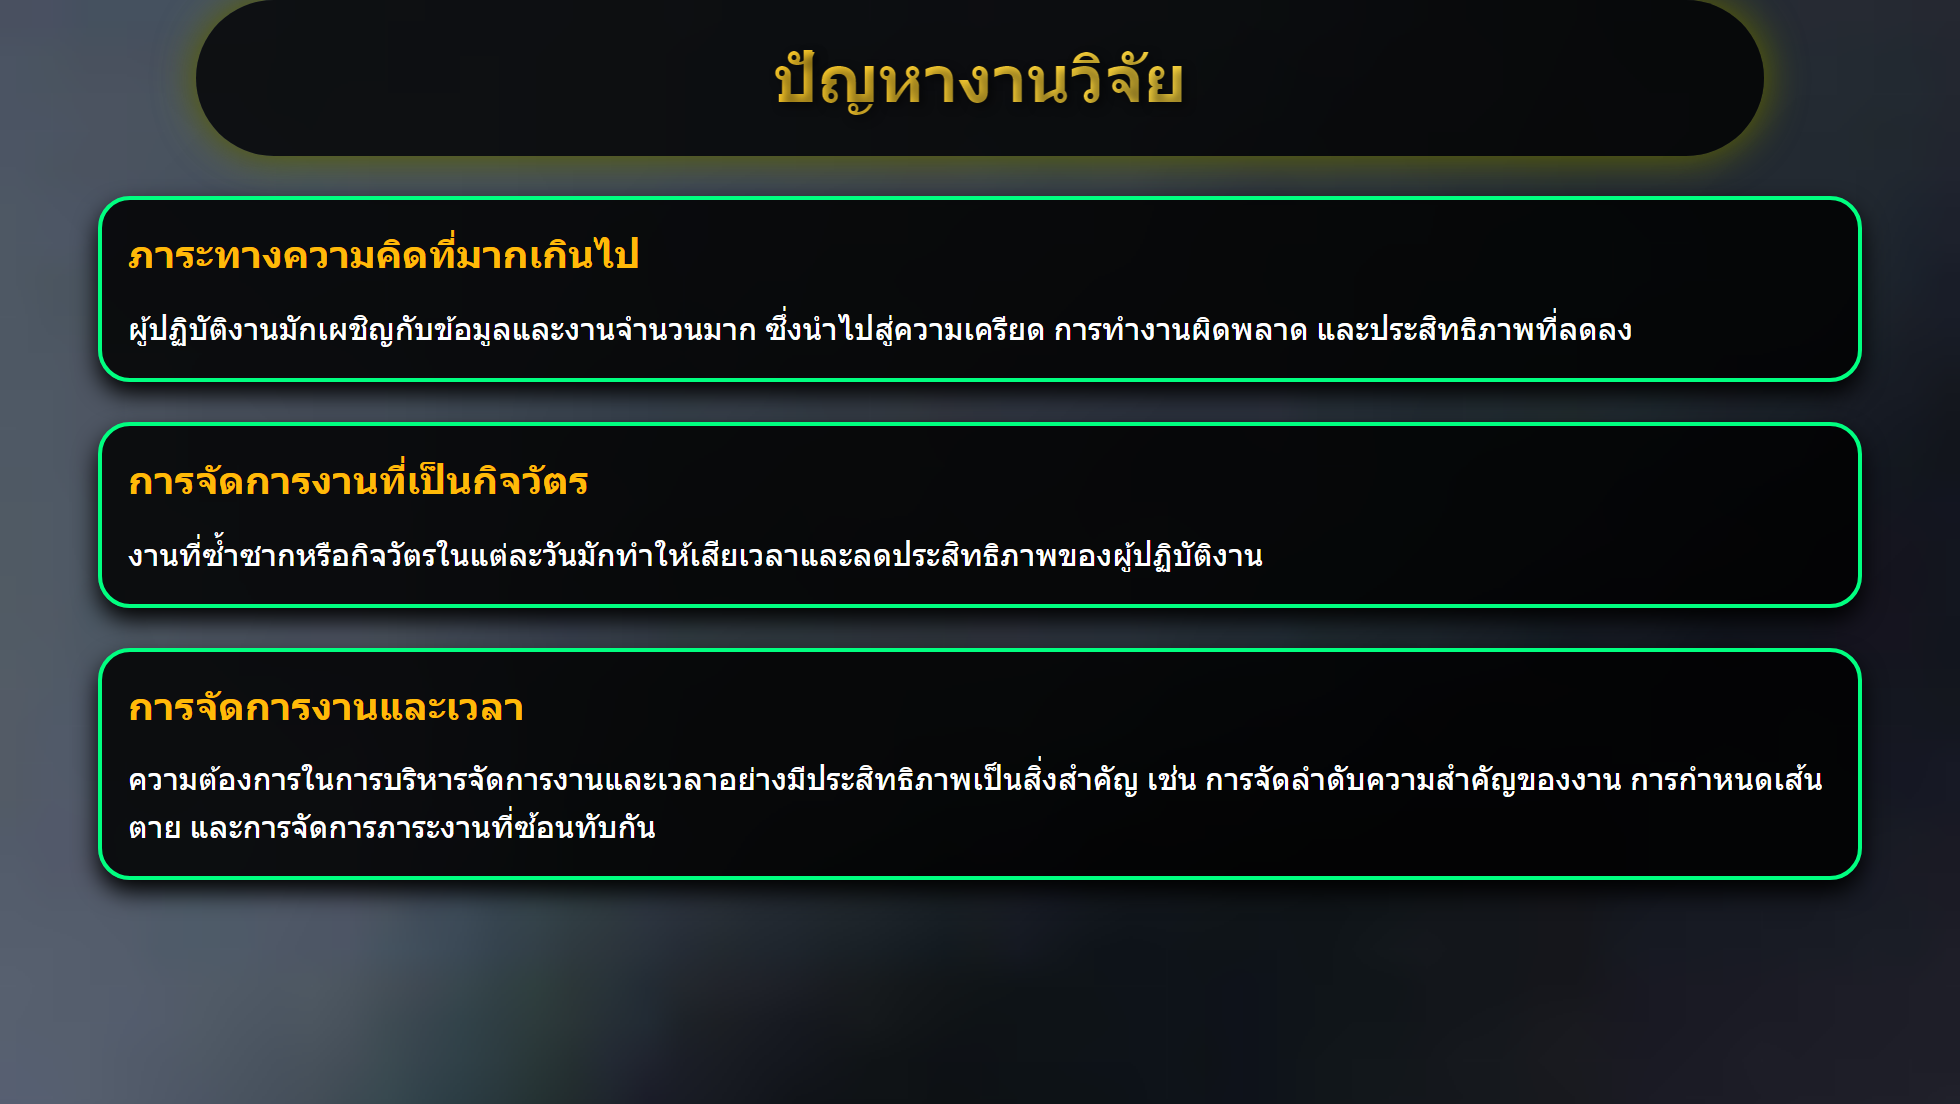 ปัญหางานวิจัย
ภาระทางความคิดที่มากเกินไป
ผู้ปฏิบัติงานมักเผชิญกับข้อมูลและงานจำนวนมาก ซึ่งนำไปสู่ความเครียด การทำงานผิดพลาด และประสิทธิภาพที่ลดลง
การจัดการงานที่เป็นกิจวัตร
งานที่ซ้ำซากหรือกิจวัตรในแต่ละวันมักทำให้เสียเวลาและลดประสิทธิภาพของผู้ปฏิบัติงาน
การจัดการงานและเวลา
ความต้องการในการบริหารจัดการงานและเวลาอย่างมีประสิทธิภาพเป็นสิ่งสำคัญ เช่น การจัดลำดับความสำคัญของงาน การกำหนดเส้น
ตาย และการจัดการภาระงานที่ซ้อนทับกัน